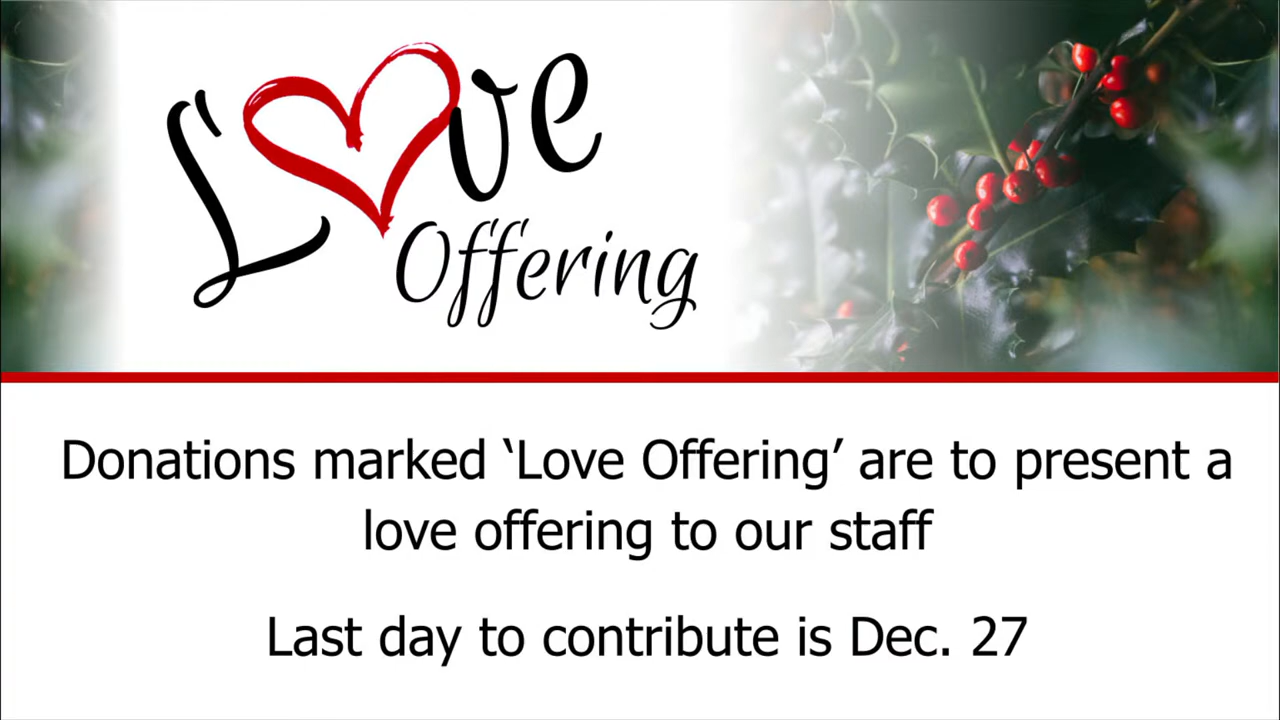 Love
Offering
Donations marked ‘Love Offering’ are to present a
love offering to our staff
Last day to contribute is Dec. 27